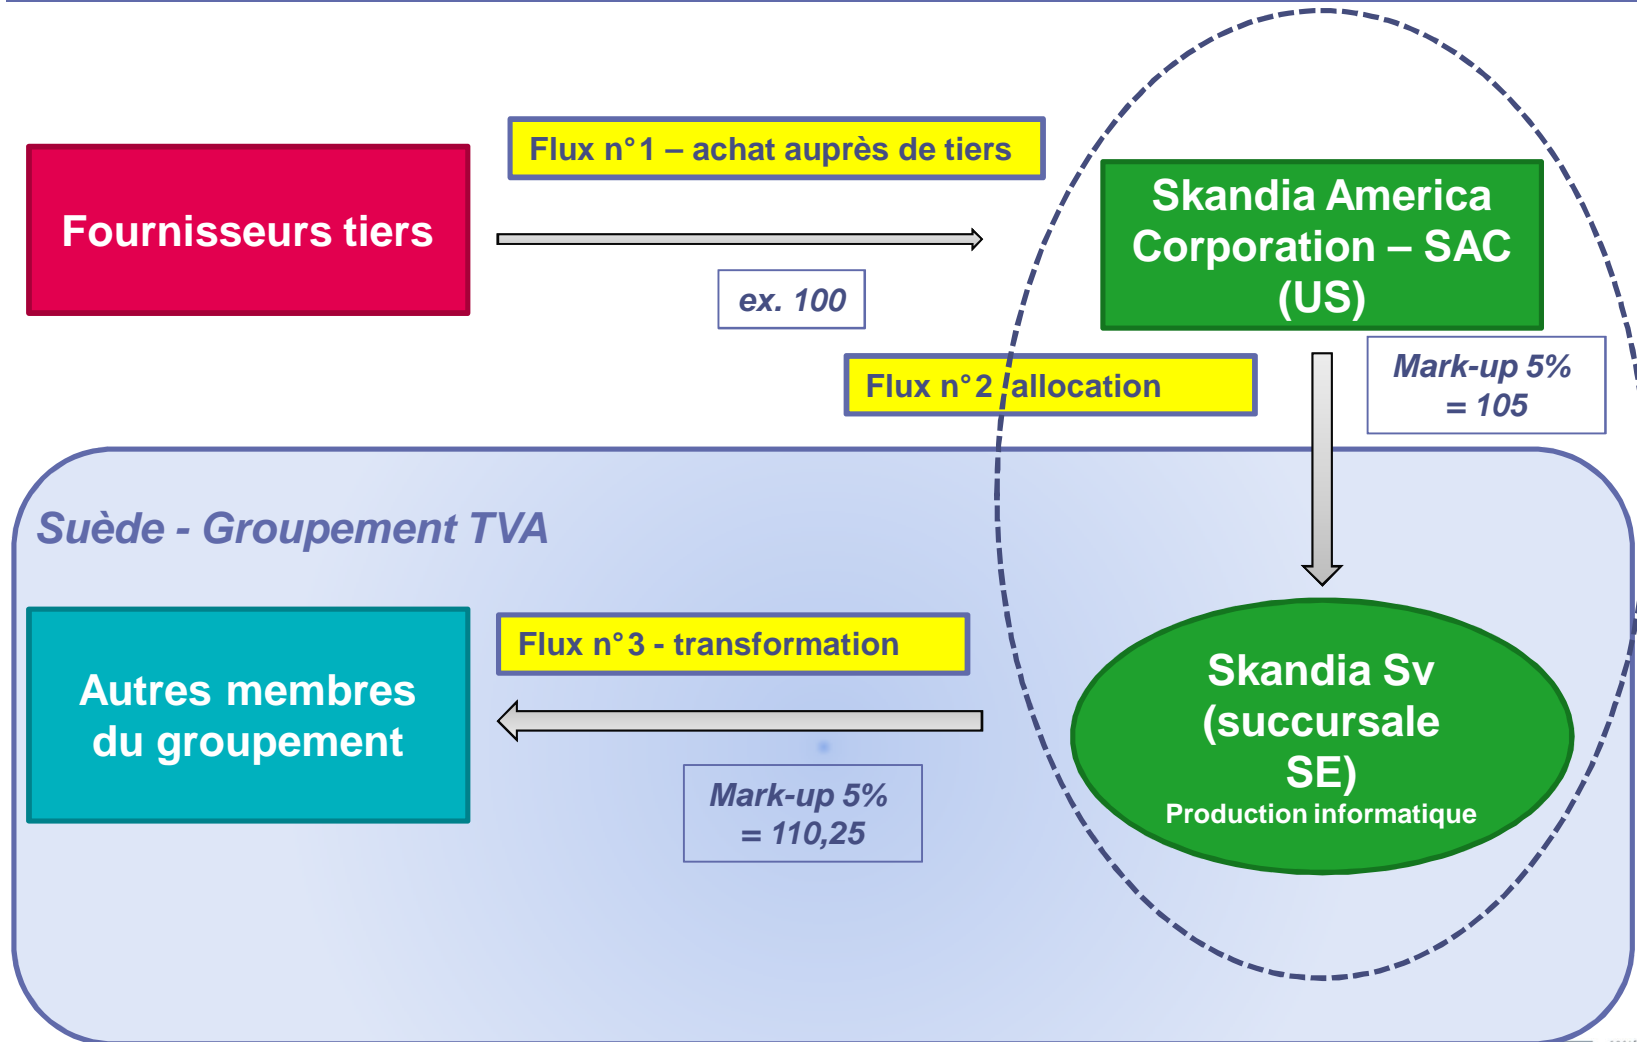 Flux n°1 – achat auprès de tiers
Fournisseurs tiers
Skandia America
Corporation – SAC
(US)
ex. 100
Flux n°2 allocation
Mark-up 5%
= 105
Suède - Groupement TVA
Flux n°3 - transformation
Autres membres
du groupement
Skandia Sv
(succursale
SE)
Production informatique
Mark-up 5%
= 110,25